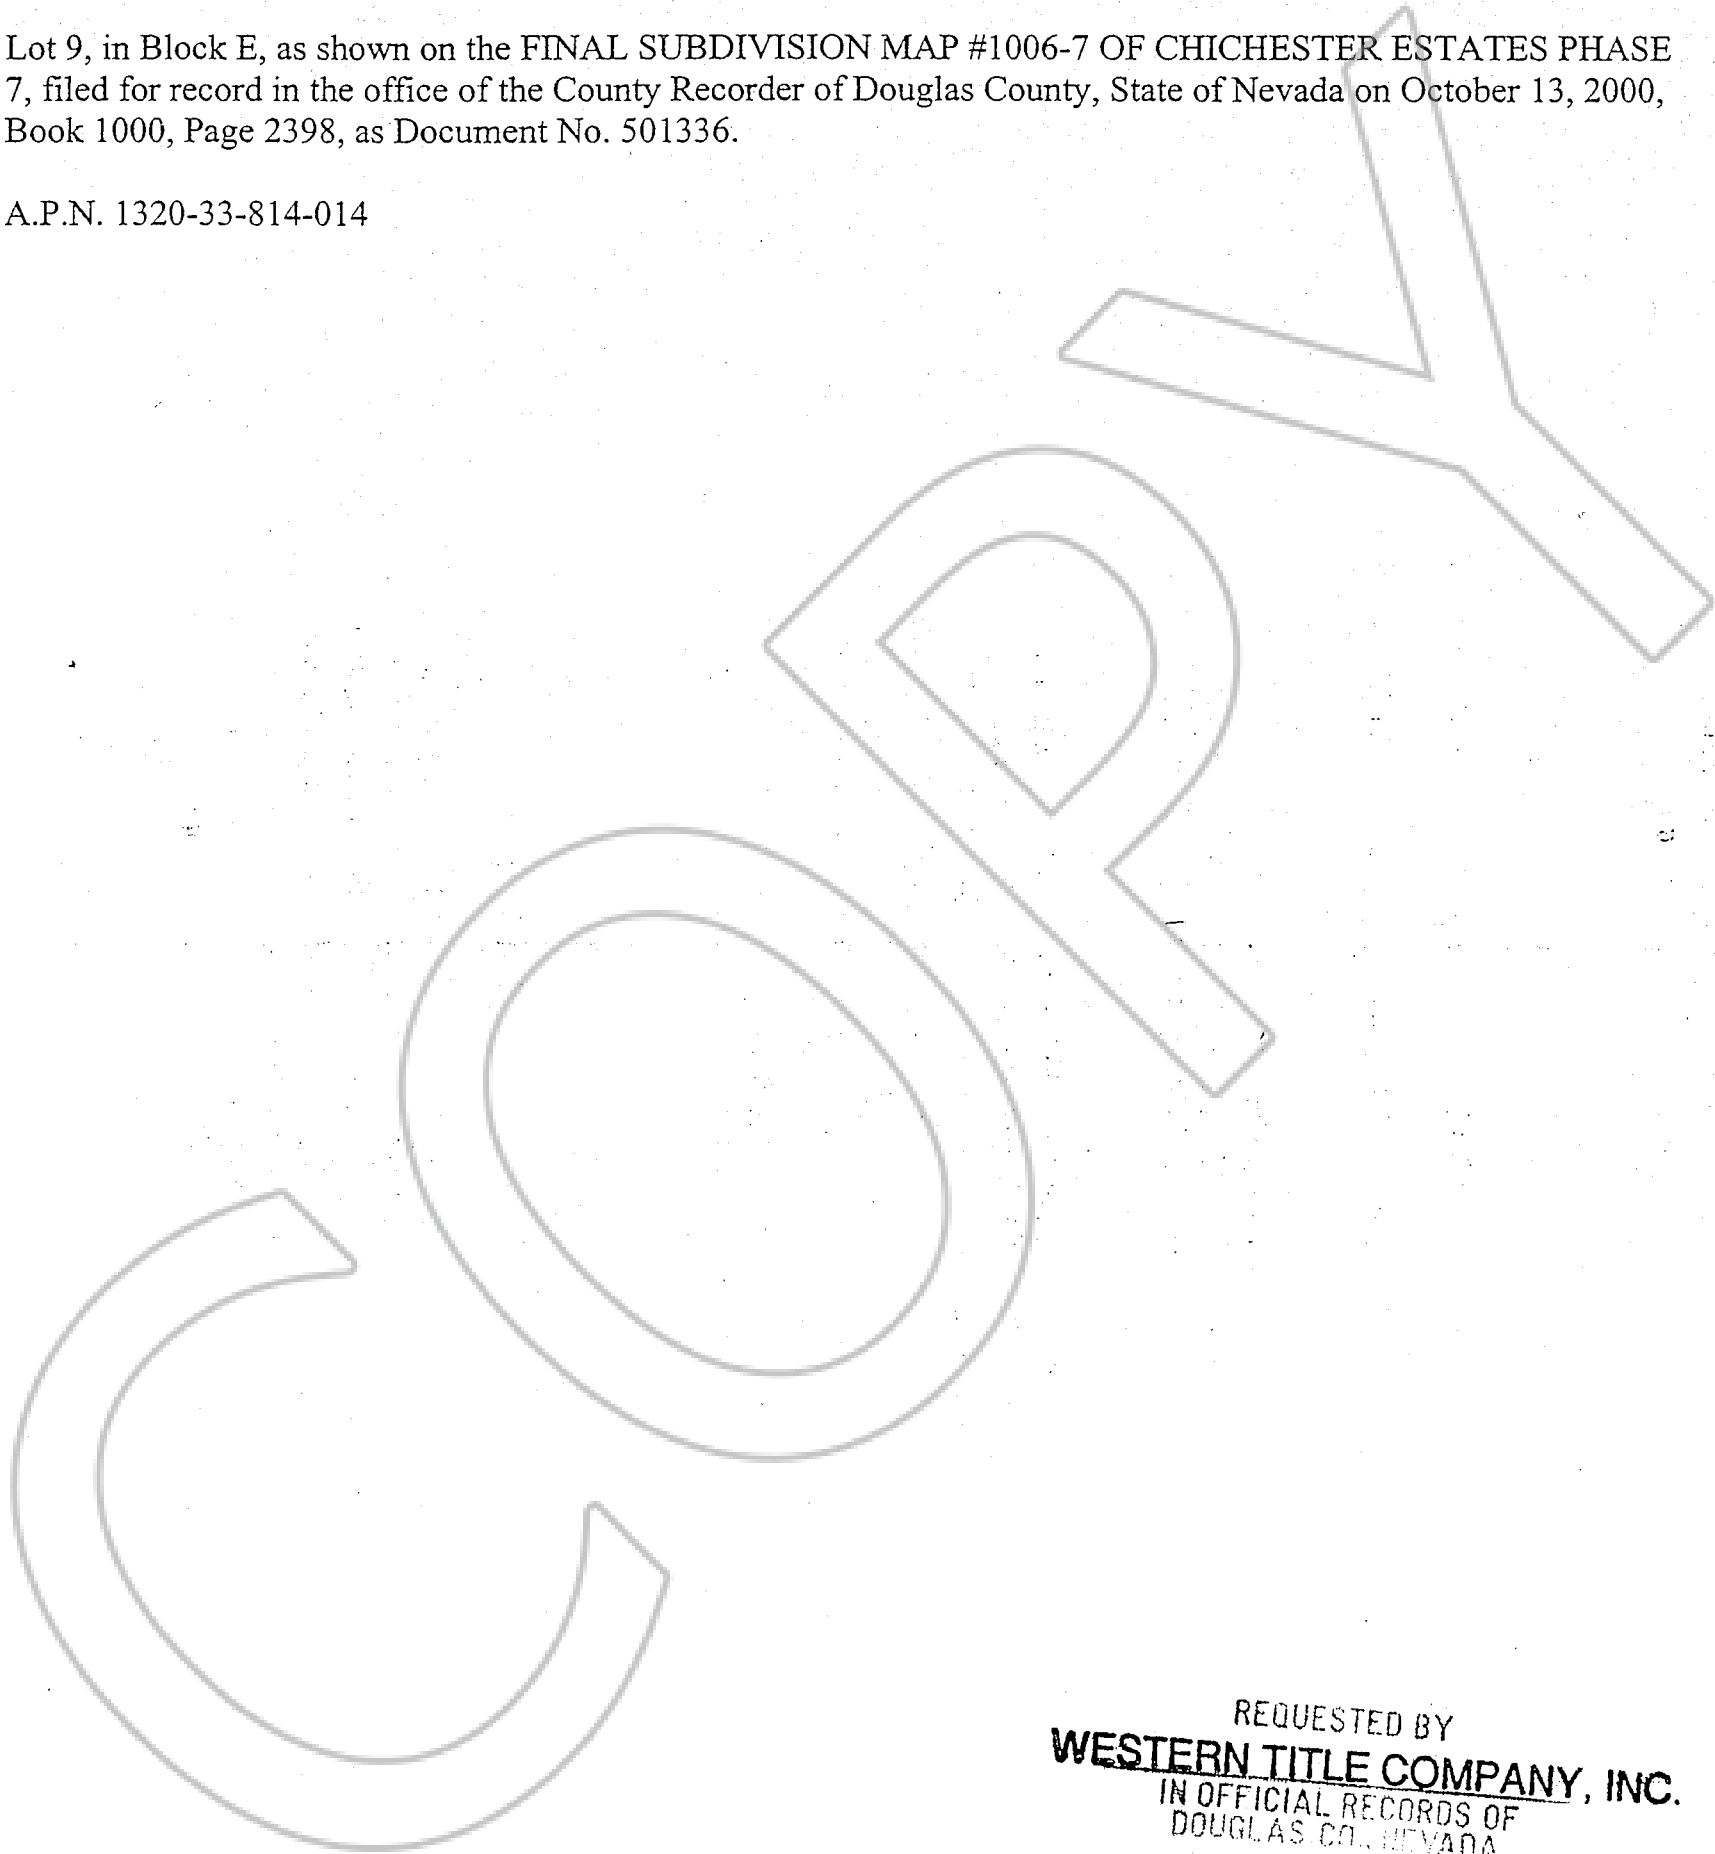 Lot 9, in Block E, as shown on the FINAL SUBDIVISION MAP #1006-7 OF CHICHESTER ESTATES PHASE
7, filed for record in the office of the County Recorder of Douglas County, State of Nevada on October 13, 2000,
Book 1000, Page 2398, as Document No. 501336.
A.P.N. 1320-33-814-014
COPY
REQUESTED BY
WESTERN TITLE COMPANY, INC.
IN OFFICIAL RECORDS OF
DOUGLAS CO., NEVADA